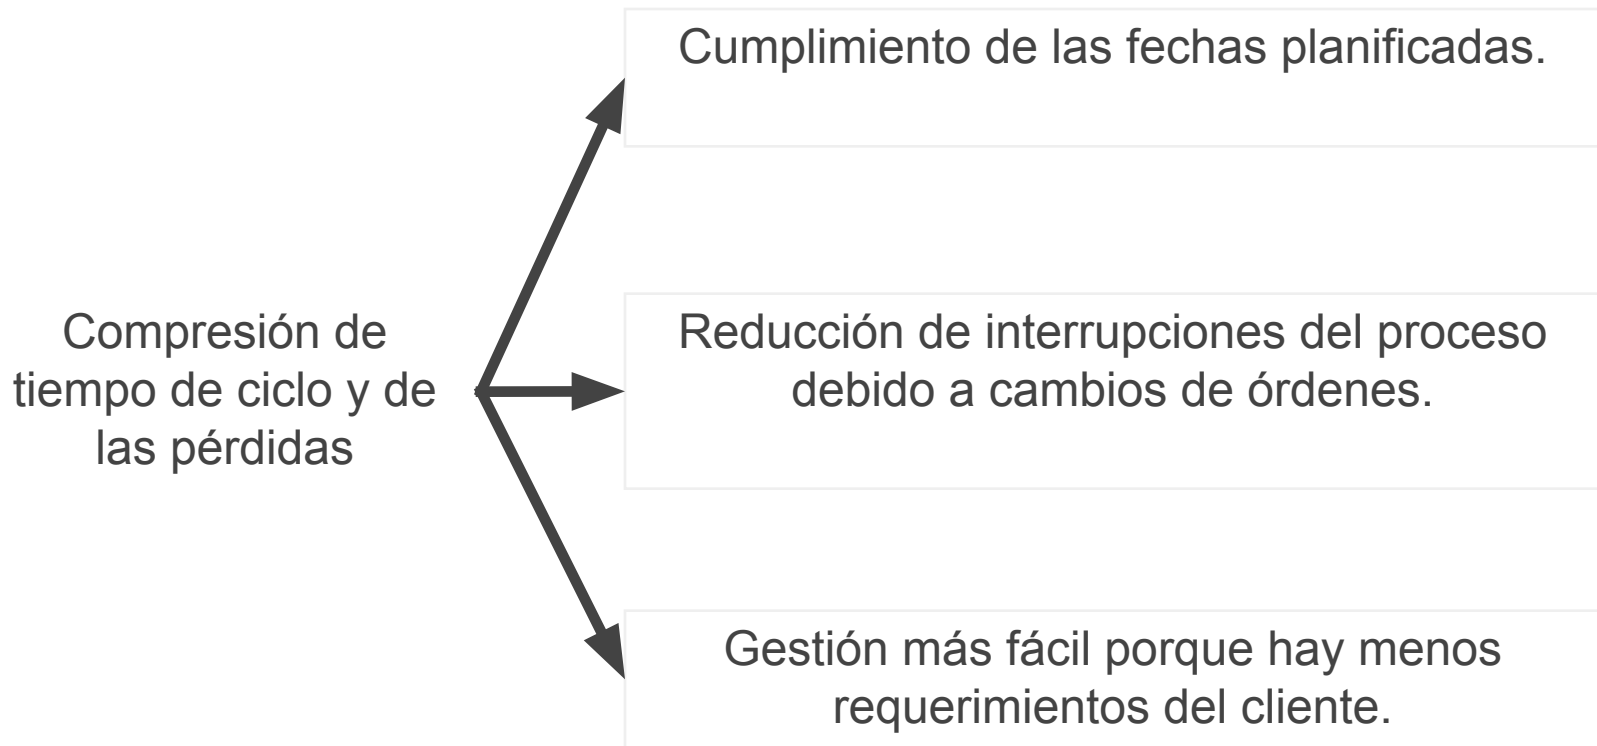 Cumplimiento de las fechas planificadas.
Compresión de
tiempo de ciclo y de
las pérdidas
Reducción de interrupciones del proceso
debido a cambios de órdenes.
Gestión más fácil porque hay menos
requerimientos del cliente.